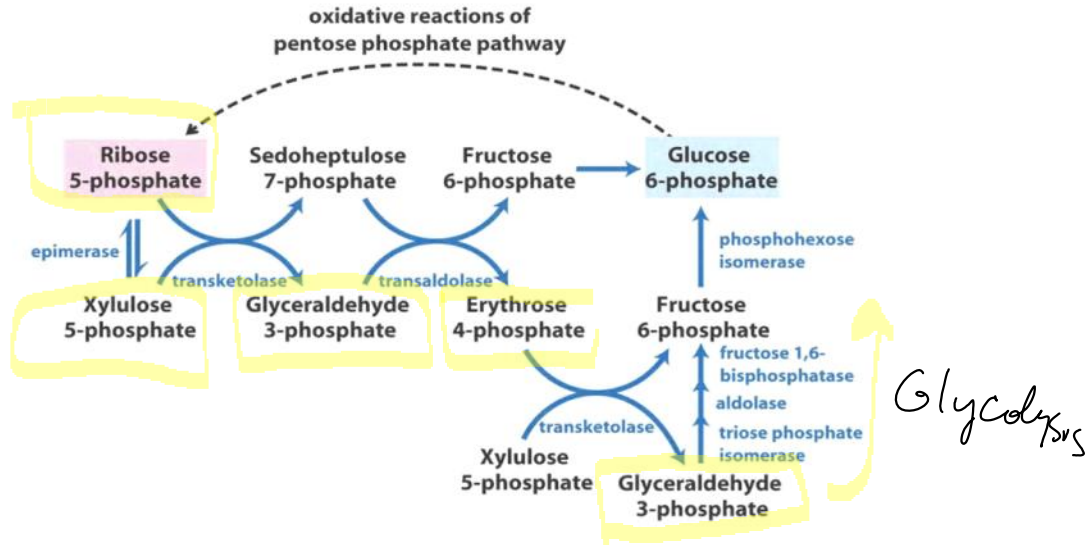 oxidative reactions of
pentose phosphate pathway
Ribose
5-phosphate
Sedoheptulose
7-phosphate
Fructose
6-phosphate
Glucose
6-phosphate
epimerase
transketolase
transaldolase
phosphohexose
isomerase
Xylulose
5-phosphate
Glyceraldehyde
3-phosphate
Erythrose
4-phosphate
Fructose
6-phosphate
fructose 1,6-
bisphosphatase
aldolase
triose phosphate
isomerase
transketolase
Xylulose
5-phosphate
Glyceraldehyde
3-phosphate
Glycolysis